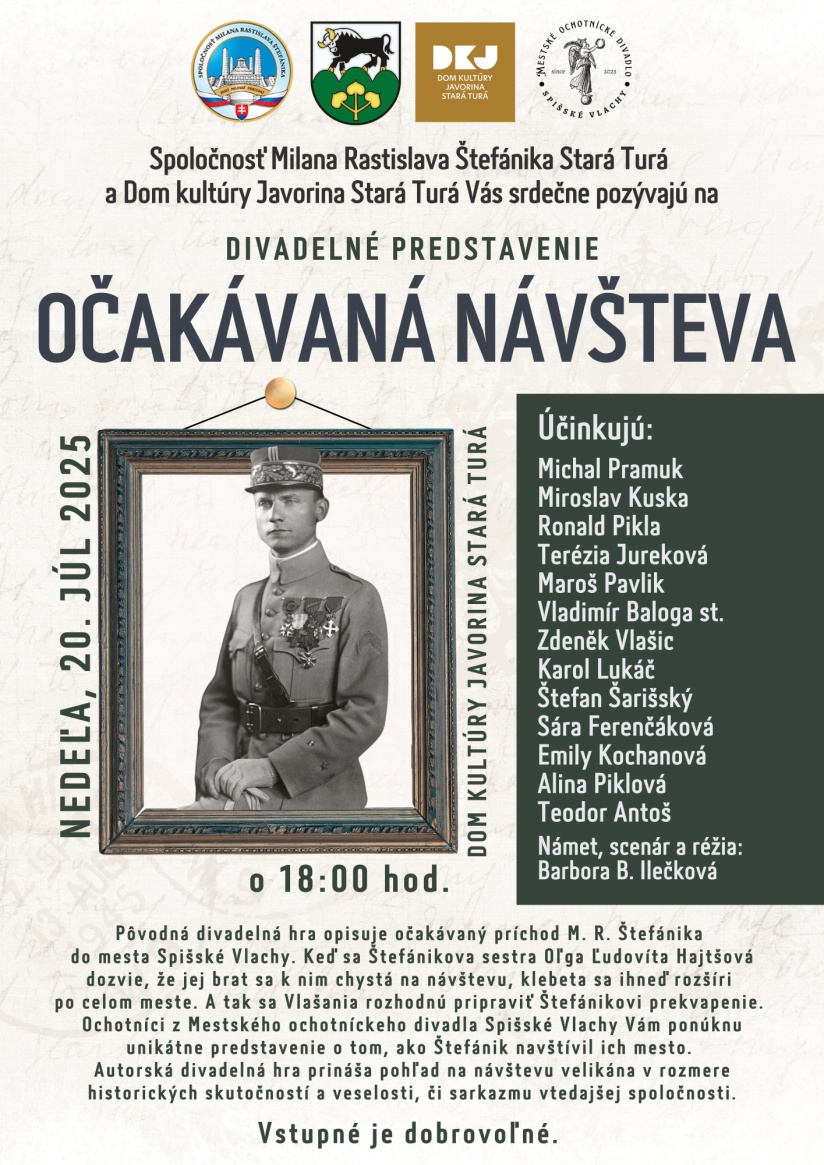 SPOLOČNOSŤ MILANA RASTISLAVA ŠTEFÁNIKA
DKJ
DOM KULTÚRY
JAVORINA
STARÁ TURÁ
MESTSKÉ OCHOTNÍCKE DIVADLO
since 2023
SPIŠSKÉ VLACHY
Spoločnosť Milana Rastislava Štefánika Stará Turá
a Dom kultúry Javorina Stará Turá Vás srdečne pozývajú na
DIVADELNÉ PREDSTAVENIE
OČAKÁVANÁ NÁVŠTEVA
NEDEĽA, 20. JÚL 2025
DOM KULTÚRY JAVORINA STARÁ TURÁ
o 18:00 hod.
Účinkujú:
Michal Pramuk
Miroslav Kuska
Ronald Pikla
Terézia Jureková
Maroš Pavlik
Vladimír Baloga st.
Zdeněk Vlašic
Karol Lukáč
Štefan Šarišský
Sára Ferenčáková
Emily Kochanová
Alina Piklová
Teodor Antoš
Námet, scenár a réžia:
Barbora B. Ilečková
Pôvodná divadelná hra opisuje očakávaný príchod M. R. Štefánika
do mesta Spišské Vlachy. Keď sa Štefánikova sestra Oľga Ľudovíta Hajtšová
dozvie, že jej brat sa k nim chystá na návštevu, klebeta sa ihneď rozšíri
po celom meste. A tak sa Vlašania rozhodnú pripraviť Štefánikovi prekvapenie.
Ochotníci z Mestského ochotníckeho divadla Spišské Vlachy Vám ponúknu
unikátne predstavenie o tom, ako Štefánik navštívil ich mesto.
Autorská divadelná hra prináša pohľad na návštevu velikána v rozmere
historických skutočností a veselosti, či sarkazmu vtedajšej spoločnosti.
Vstupné je dobrovoľné.